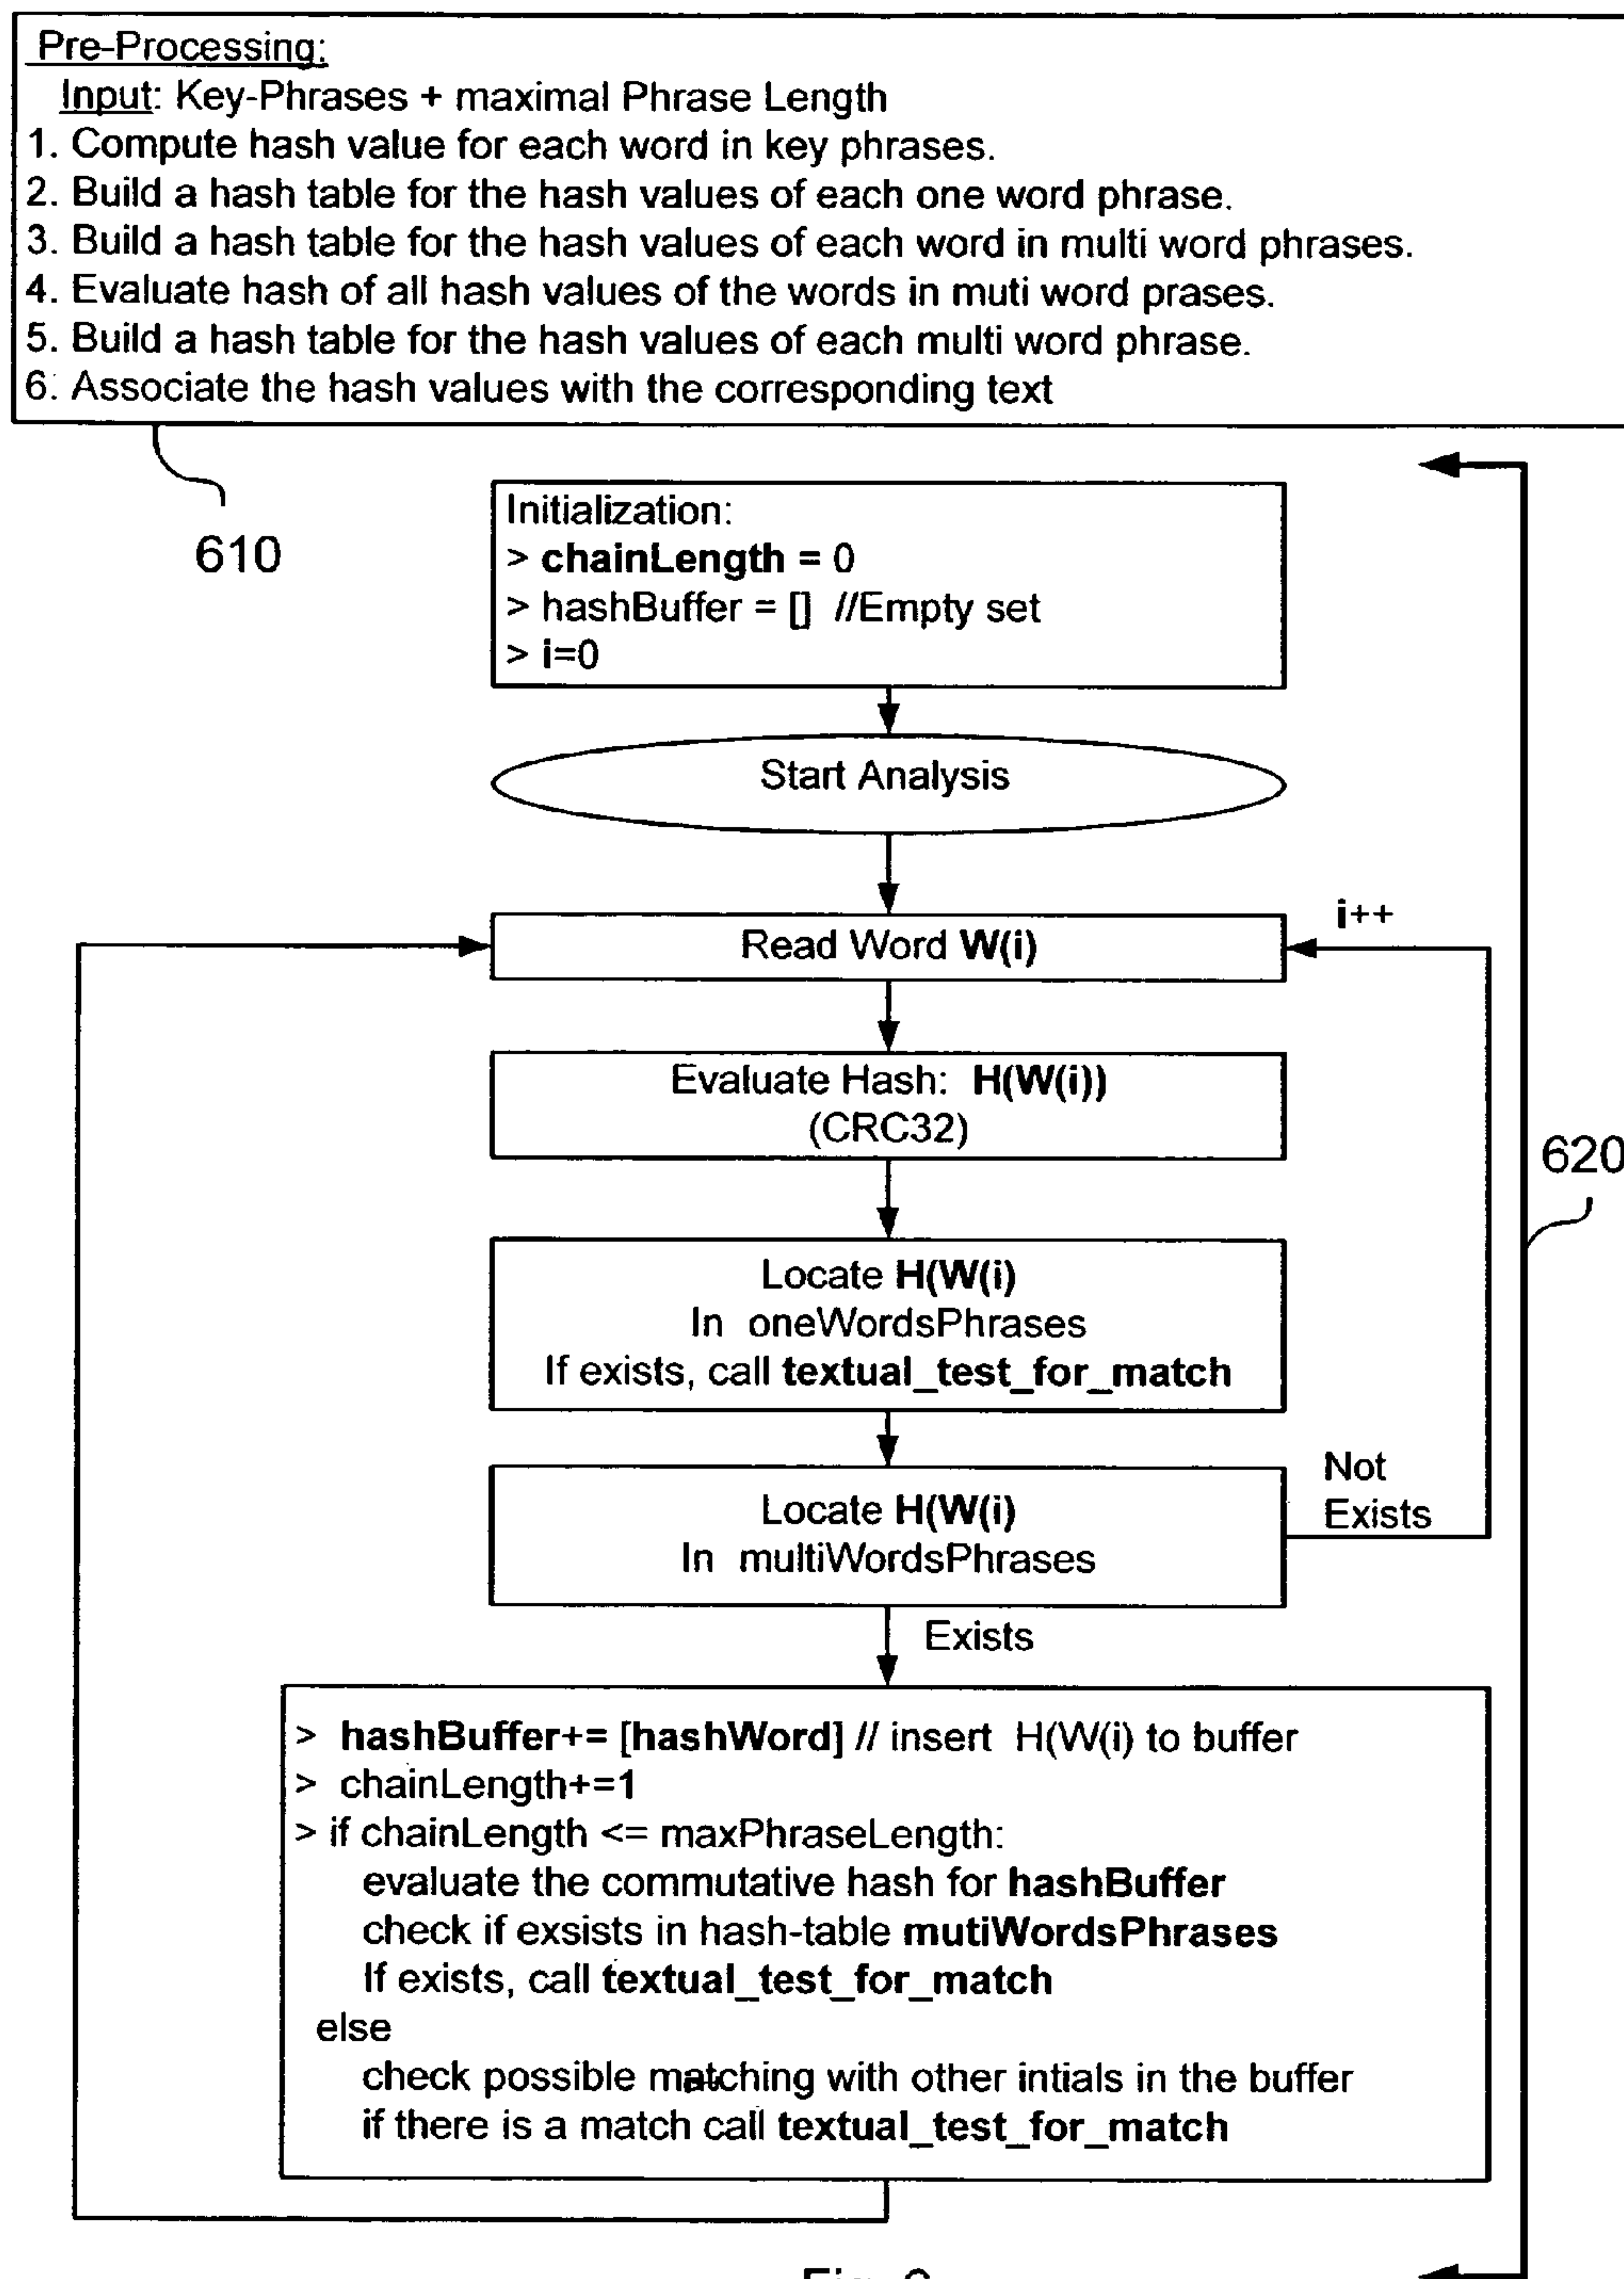 Pre-Processing:
Input: Key-Phrases + maximal Phrase Length
1. Compute hash value for each word in key phrases.
2. Build a hash table for the hash values of each one word phrase.
3. Build a hash table for the hash values of each word in multi word phrases.
4. Evaluate hash of all hash values of the words in muti word prases.
5. Build a hash table for the hash values of each multi word phrase.
6. Associate the hash values with the corresponding text
610
Initialization:
> chainLength = 0
> hashBuffer = [] //Empty set
> i=0
Start Analysis
i++
Read Word W(i)
Evaluate Hash: H(W(i))
(CRC32)
620
Locate H(W(i)
In oneWordsPhrases
If exists, call textual_test_for_match
Locate H(W(i)
In multiWordsPhrases
Not
Exists
Exists
> hashBuffer+= [hashWord] // insert H(W(i) to buffer
> chainLength+=1
> if chainLength <= maxPhraseLength:
evaluate the commutative hash for hashBuffer
check if exsists in hash-table mutiWordsPhrases
If exists, call textual_test_for_match
else
check possible matching with other intials in the buffer
if there is a match call textual_test_for_match